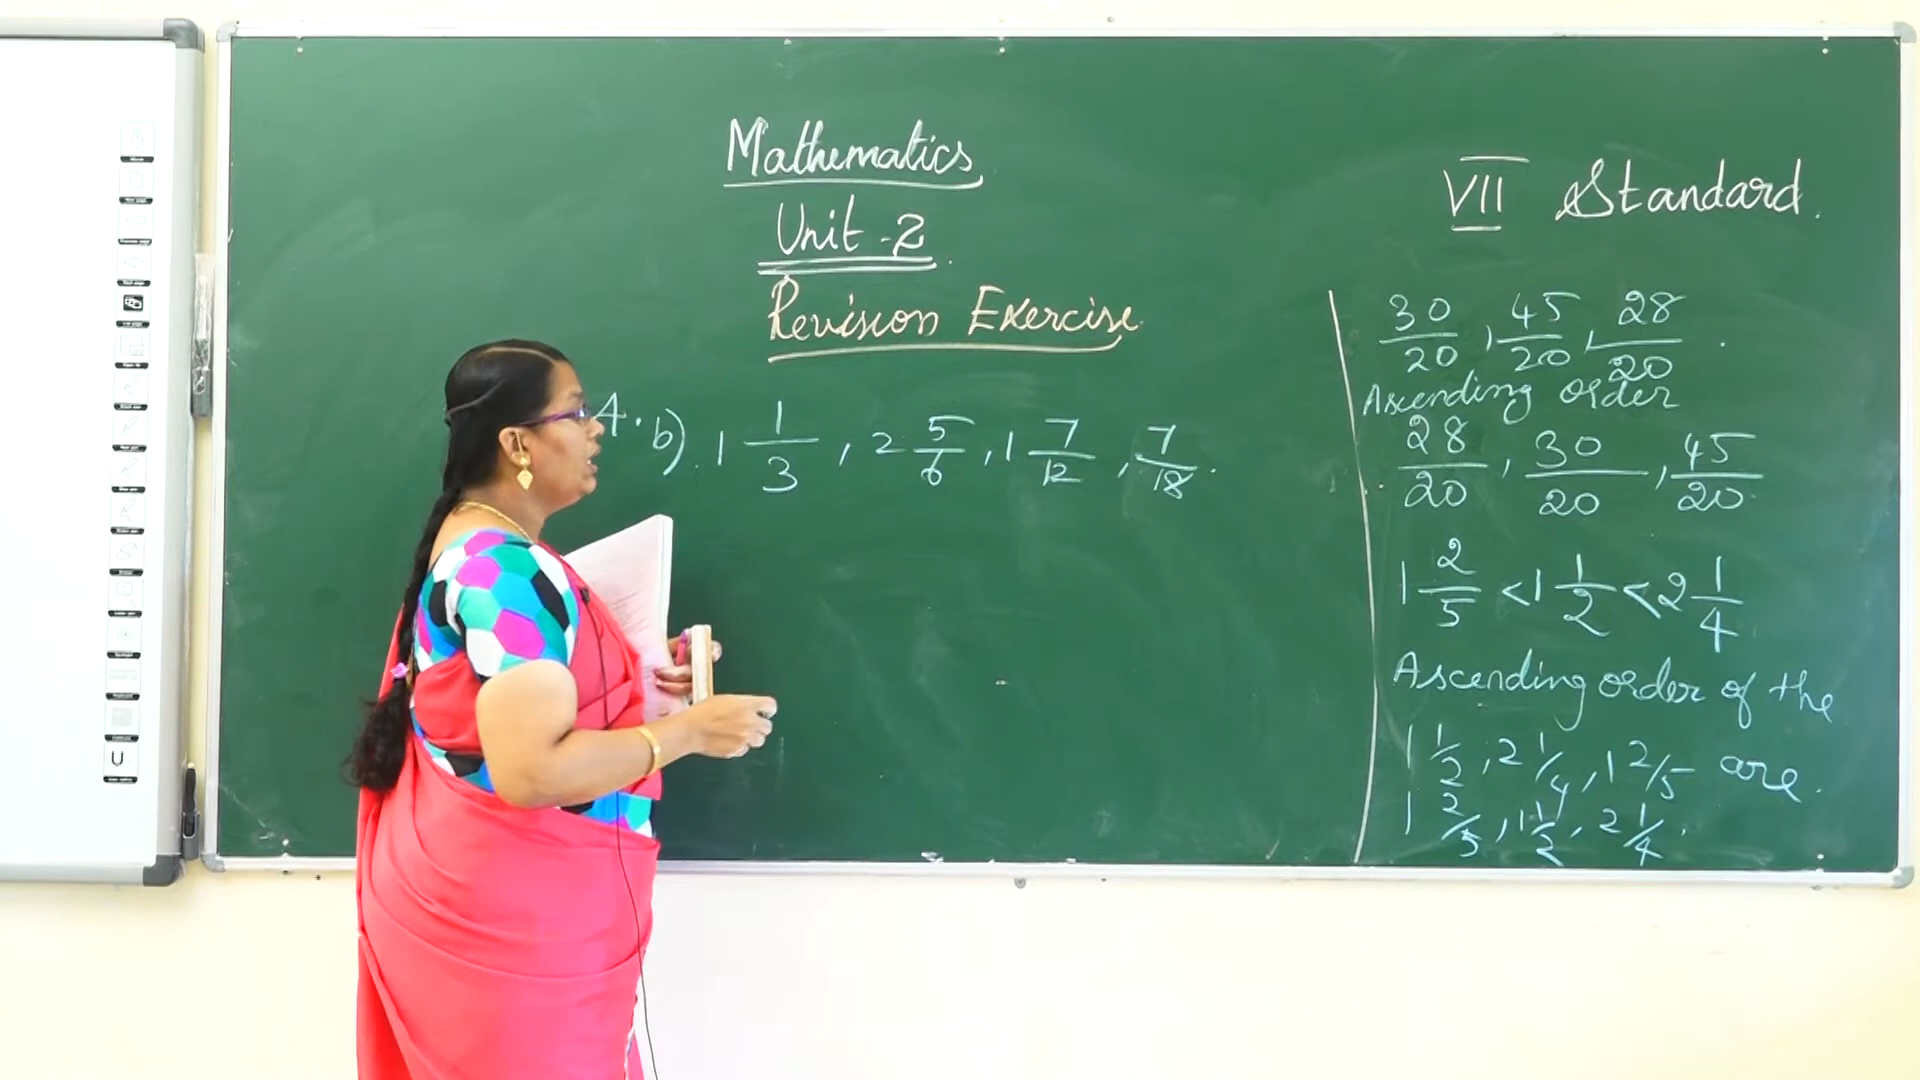 Mathematics
Unit - 2
Revision Exercise
4. b). 1 1/3 , 2 5/6 , 1 7/12 , 7/18 .
VII Standard.
30/20 , 45/20 , 28/20 .
Ascending order
28/20 , 30/20 , 45/20
1 2/5 < 1 1/2 < 2 1/4
Ascending order of the
1 1/2 , 2 1/4 , 1 2/5 are .
1 2/5 , 1 1/2 , 2 1/4 .
U